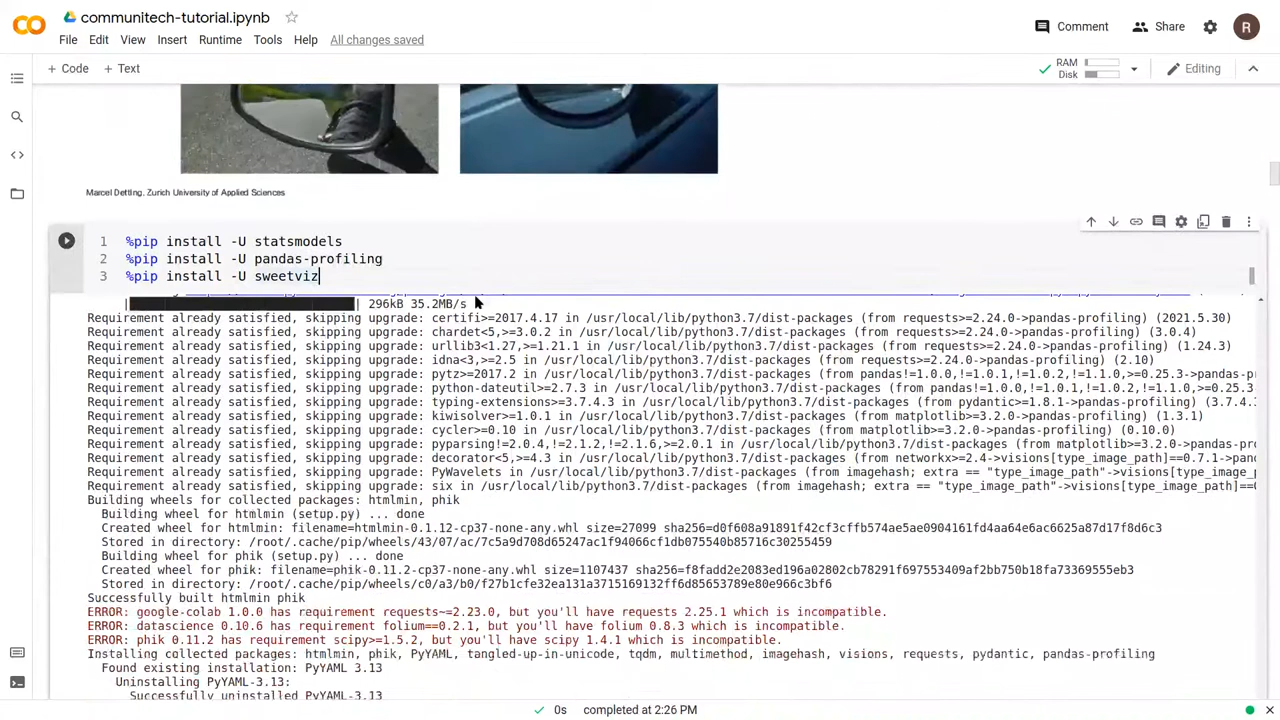 communitech-tutorial.ipynb
Comment
Share
R
File Edit View Insert Runtime Tools Help All changes saved
+ Code + Text
RAM
Disk
Editing
Marcel Dettling, Zurich University of Applied Sciences
1 %pip install -U statsmodels
2 %pip install -U pandas-profiling
3 %pip install -U sweetviz
296kB 35.2MB/s
Requirement already satisfied, skipping upgrade: certifi>=2017.4.17 in /usr/local/lib/python3.7/dist-packages (from requests>=2.24.0->pandas-profiling) (2021.5.30)
Requirement already satisfied, skipping upgrade: chardet<5,>=3.0.2 in /usr/local/lib/python3.7/dist-packages (from requests>=2.24.0->pandas-profiling) (3.0.4)
Requirement already satisfied, skipping upgrade: urllib3<1.27,>=1.21.1 in /usr/local/lib/python3.7/dist-packages (from requests>=2.24.0->pandas-profiling) (1.24.3)
Requirement already satisfied, skipping upgrade: idna<3,>=2.5 in /usr/local/lib/python3.7/dist-packages (from requests>=2.24.0->pandas-profiling) (2.10)
Requirement already satisfied, skipping upgrade: pytz>=2017.2 in /usr/local/lib/python3.7/dist-packages (from pandas!=1.0.0,!=1.0.1,!=1.0.2,!=1.1.0,>=0.25.3->pandas-pr
Requirement already satisfied, skipping upgrade: python-dateutil>=2.7.3 in /usr/local/lib/python3.7/dist-packages (from pandas!=1.0.0,!=1.0.1,!=1.0.2,!=1.1.0,>=0.25.3
Requirement already satisfied, skipping upgrade: typing-extensions>=3.7.4.3 in /usr/local/lib/python3.7/dist-packages (from pydantic>=1.8.1->pandas-profiling) (3.7.4.3
Requirement already satisfied, skipping upgrade: kiwisolver>=1.0.1 in /usr/local/lib/python3.7/dist-packages (from matplotlib>=3.2.0->pandas-profiling) (1.3.1)
Requirement already satisfied, skipping upgrade: cycler>=0.10 in /usr/local/lib/python3.7/dist-packages (from matplotlib>=3.2.0->pandas-profiling) (0.10.0)
Requirement already satisfied, skipping upgrade: pyparsing!=2.0.4,!=2.1.2,!=2.1.6,>=2.0.1 in /usr/local/lib/python3.7/dist-packages (from matplotlib>=3.2.0->pandas-pro
Requirement already satisfied, skipping upgrade: decorator<5,>=4.3 in /usr/local/lib/python3.7/dist-packages (from networkx>=2.4->visions[type_image_path]==0.7.1->panda
Requirement already satisfied, skipping upgrade: PyWavelets in /usr/local/lib/python3.7/dist-packages (from imagehash; extra == "type_image_path"->visions[type_image_p
Requirement already satisfied, skipping upgrade: six in /usr/local/lib/python3.7/dist-packages (from imagehash; extra == "type_image_path"->visions[type_image_path]==0
Building wheels for collected packages: htmlmin, phik
Building wheel for htmlmin (setup.py) ... done
Created wheel for htmlmin: filename=htmlmin-0.1.12-cp37-none-any.whl size=27099 sha256=d0f608a91891f42cf3cffb574ae5ae0904161fd4aa64e6ac6625a87d17f8d6c3
Stored in directory: /root/.cache/pip/wheels/43/07/ac/7c5a9d708d65247ac1f94066cf1db075540b85716c30255459
Building wheel for phik (setup.py) ... done
Created wheel for phik: filename=phik-0.11.2-cp37-none-any.whl size=1107437 sha256=f8fadd2e2083ed196a02802cb78291f697553409af2bb750b18fa73369555eb3
Stored in directory: /root/.cache/pip/wheels/c0/a3/b0/f27b1cfe32ea131a3715169132ff6d85653789e80e966c3bf6
Successfully built htmlmin phik
ERROR: google-colab 1.0.0 has requirement requests~=2.23.0, but you'll have requests 2.25.1 which is incompatible.
ERROR: datascience 0.10.6 has requirement folium==0.2.1, but you'll have folium 0.8.3 which is incompatible.
ERROR: phik 0.11.2 has requirement scipy>=1.5.2, but you'll have scipy 1.4.1 which is incompatible.
Installing collected packages: htmlmin, phik, PyYAML, tangled-up-in-unicode, tqdm, multimethod, imagehash, visions, requests, pydantic, pandas-profiling
Found existing installation: PyYAML 3.13
Uninstalling PyYAML-3.13:
Successfully uninstalled PyYAML-3.13
0s completed at 2:26 PM